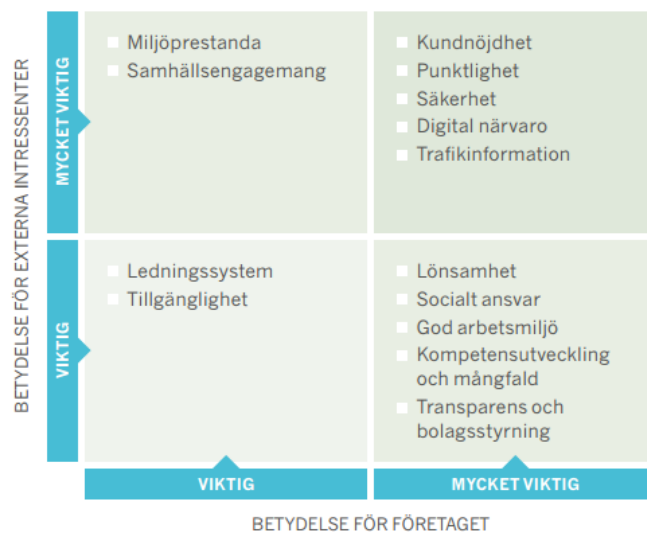 BETYDELSE FÖR EXTERNA INTRESSENTER
MYCKET VIKTIG
Miljöprestanda
Samhällsengagemang
Kundnöjdhet
Punktlighet
Säkerhet
Digital närvaro
Trafikinformation
VIKTIG
Ledningssystem
Tillgänglighet
Lönsamhet
Socialt ansvar
God arbetsmiljö
Kompetensutveckling
och mångfald
Transparens och
bolagsstyrning
VIKTIG
MYCKET VIKTIG
BETYDELSE FÖR FÖRETAGET